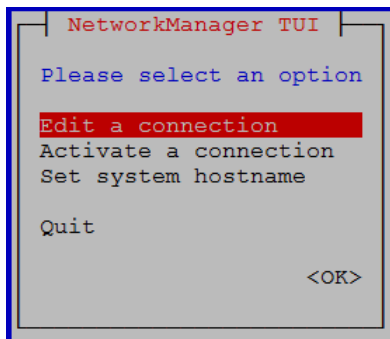 NetworkManager TUI
Please select an option
Edit a connection
Activate a connection
Set system hostname
Quit
<OK>